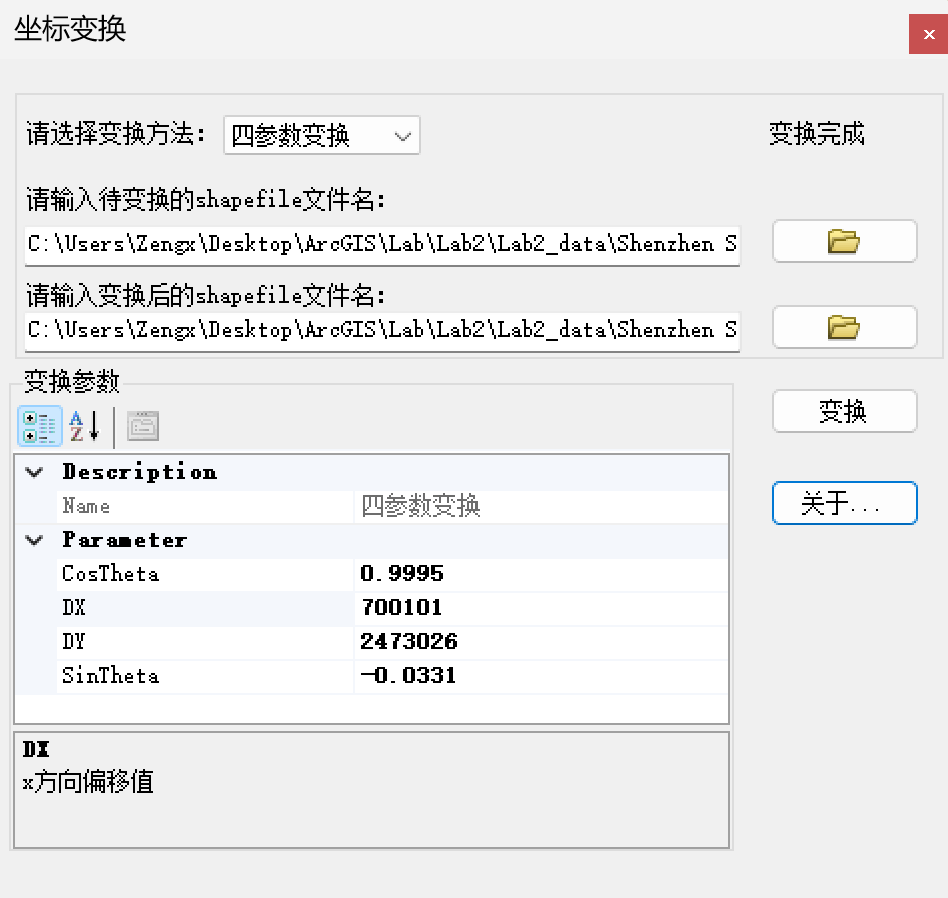 坐标变换
请选择变换方法： 四参数变换 变换完成
请输入待变换的shapefile文件名：
C:\Users\Zengx\Desktop\ArcGIS\Lab\Lab2\Lab2_data\Shenzhen S
请输入变换后的shapefile文件名：
C:\Users\Zengx\Desktop\ArcGIS\Lab\Lab2\Lab2_data\Shenzhen S
变换参数
变换
关于...
Description
Name 四参数变换
Parameter
CosTheta 0.9995
DX 700101
DY 2473026
SinTheta -0.0331
DX
x方向偏移值